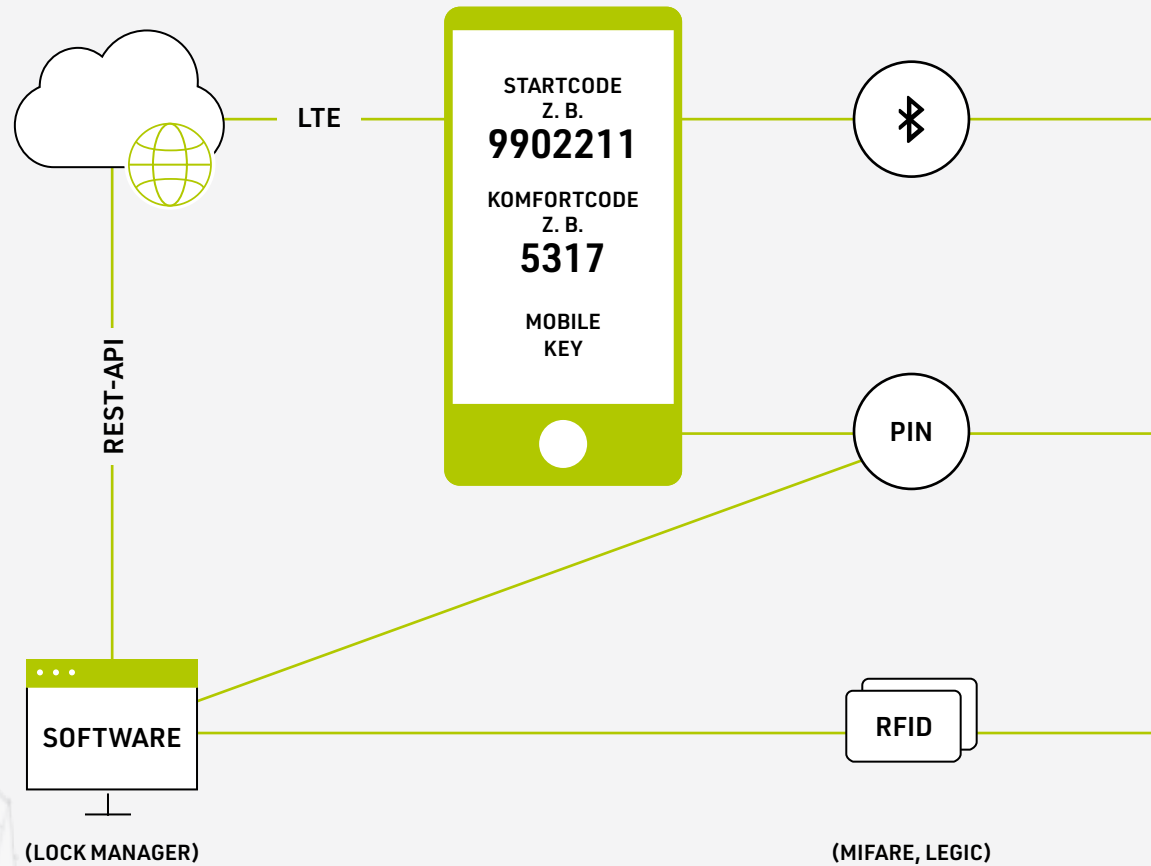 LTE
STARTCODE
Z. B.
9902211
KOMFORTCODE
Z. B.
5317
MOBILE
KEY
REST-API
PIN
SOFTWARE
RFID
(LOCK MANAGER)
(MIFARE, LEGIC)